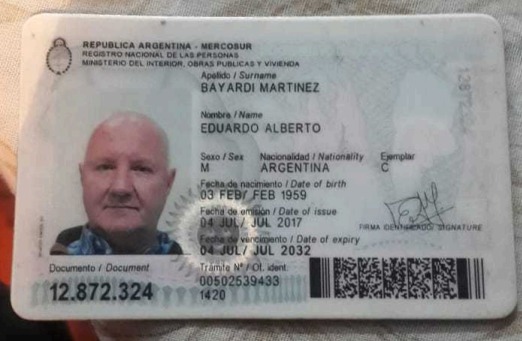 REPUBLICA ARGENTINA - MERCOSUR
REGISTRO NACIONAL DE LAS PERSONAS
MINISTERIO DEL INTERIOR, OBRAS PUBLICAS Y VIVIENDA
Apellido / Surname
BAYARDI MARTINEZ
Nombre / Name
EDUARDO ALBERTO
Sexo / Sex Nacionalidad / Nationality Ejemplar
M ARGENTINA C
Fecha de nacimiento / Date of birth
03 FEB/ FEB 1959
Fecha de emisión / Date of issue
04 JUL/ JUL 2017
FIRMA IDENTIFICADO/ SIGNATURE
Fecha de vencimiento / Date of expiry
04 JUL/ JUL 2032
Documento / Document Trámite N° / Of. ident.
12.872.324 00502539433
1420